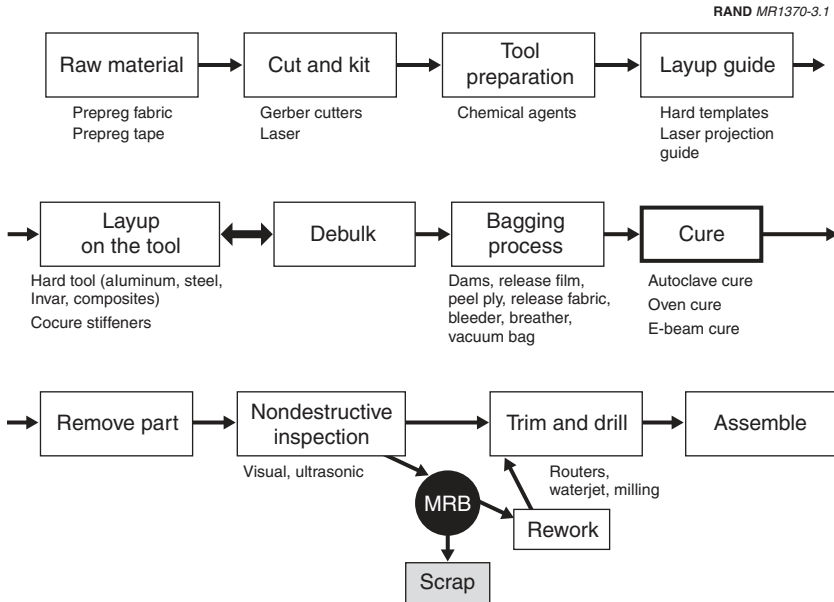 RAND MR1370-3.1
Raw material
Cut and kit
Tool
preparation
Layup guide
Prepreg fabric
Prepreg tape
Gerber cutters
Laser
Chemical agents
Hard templates
Laser projection
guide
Layup
on the tool
Debulk
Bagging
process
Cure
Hard tool (aluminum, steel,
Invar, composites)
Cocure stiffeners
Dams, release film,
peel ply, release fabric,
bleeder, breather,
vacuum bag
Autoclave cure
Oven cure
E-beam cure
Remove part
Nondestructive
inspection
Trim and drill
Assemble
Visual, ultrasonic
Routers,
waterjet, milling
MRB
Rework
Scrap